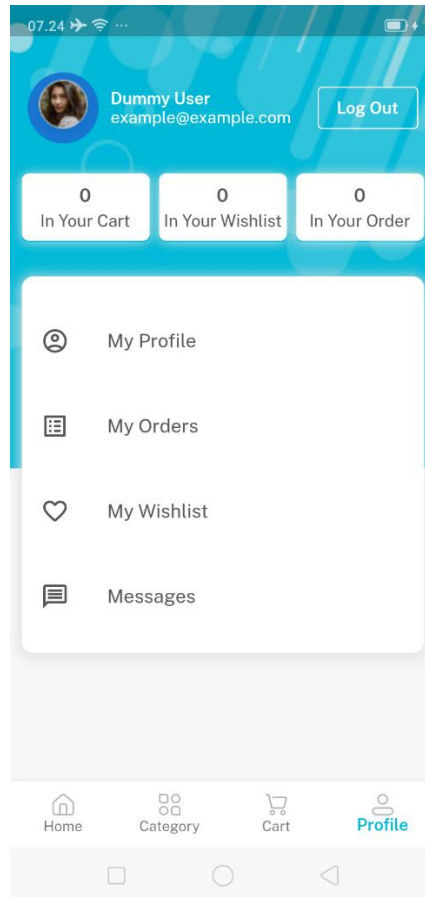 07.24
Dummy User
example@example.com
Log Out
0
In Your Cart
0
In Your Wishlist
0
In Your Order
My Profile
My Orders
My Wishlist
Messages
Home
Category
Cart
Profile